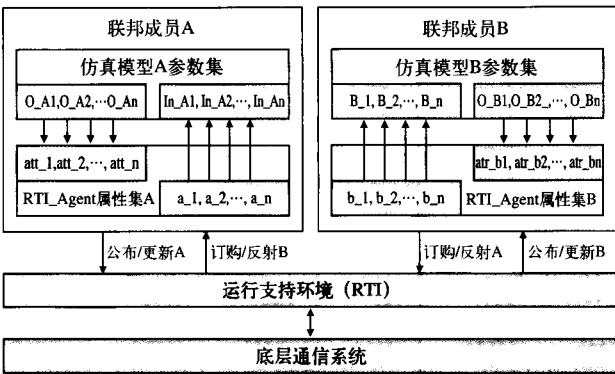 联邦成员A
仿真模型A参数集
O_A1,O_A2,…O_An
In_A1, In_A2,…, In_An
att_1,att_2,…, att_n
RTI_Agent属性集A
a_1, a_2,…, a_n
联邦成员B
仿真模型B参数集
B_1, B_2,…, B_n
O_B1,O_B2_,…, O_Bn
atr_b1, atr_b2,…, atr_bn
b_1, b_2,…, b_n
RTI_Agent属性集B
公布/更新A
订购/反射B
订购/反射A
公布/更新B
运行支持环境（RTI）
底层通信系统